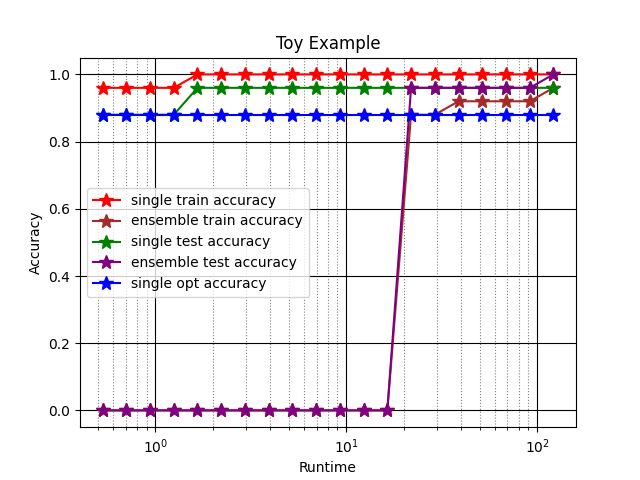 Toy Example
1.0
0.8
0.6
0.4
0.2
0.0
Accuracy
single train accuracy
ensemble train accuracy
single test accuracy
ensemble test accuracy
single opt accuracy
10⁰ 10¹ 10²
Runtime